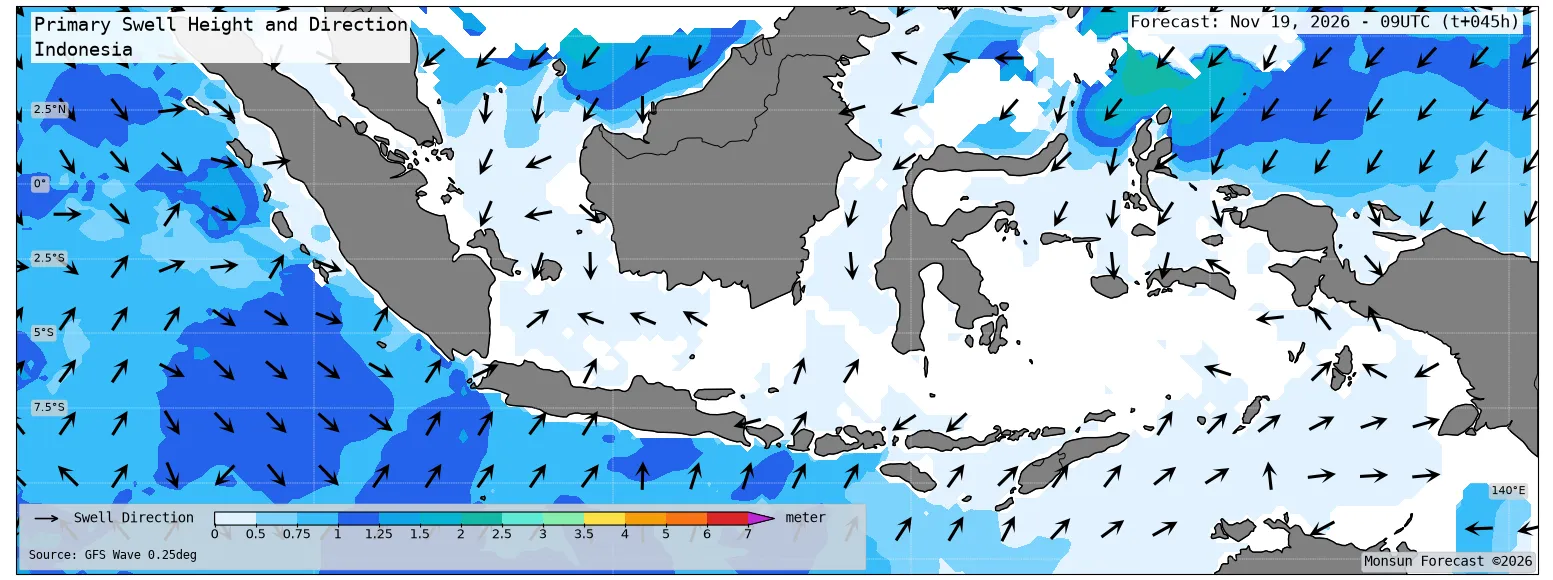 Primary Swell Height and Direction
Indonesia
Forecast: Nov 19, 2026 - 09UTC (t+045h)
2.5°N
0°
2.5°S
5°S
7.5°S
140°E
Swell Direction
0 0.5 0.75 1 1.25 1.5 2 2.5 3 3.5 4 5 6 7
meter
Source: GFS Wave 0.25deg
Monsun Forecast ©2026